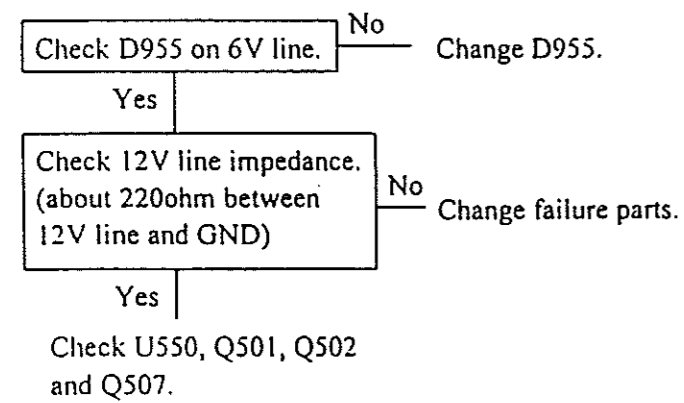 Check D955 on 6V line.
No
Change D955.
Yes
Check 12V line impedance.
(about 220ohm between
12V line and GND)
No
Change failure parts.
Yes
Check U550, Q501, Q502
and Q507.